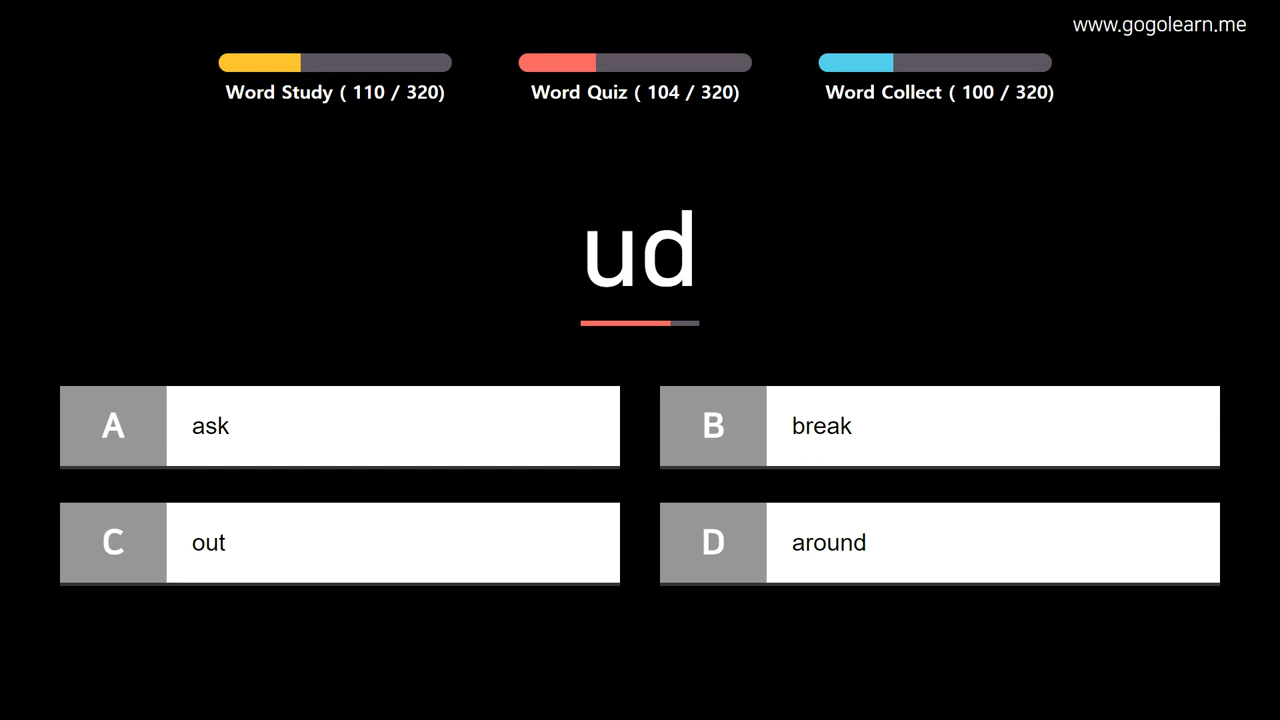 www.gogolearn.me
Word Study ( 110 / 320)
Word Quiz ( 104 / 320)
Word Collect ( 100 / 320)
ud
A
ask
B
break
C
out
D
around